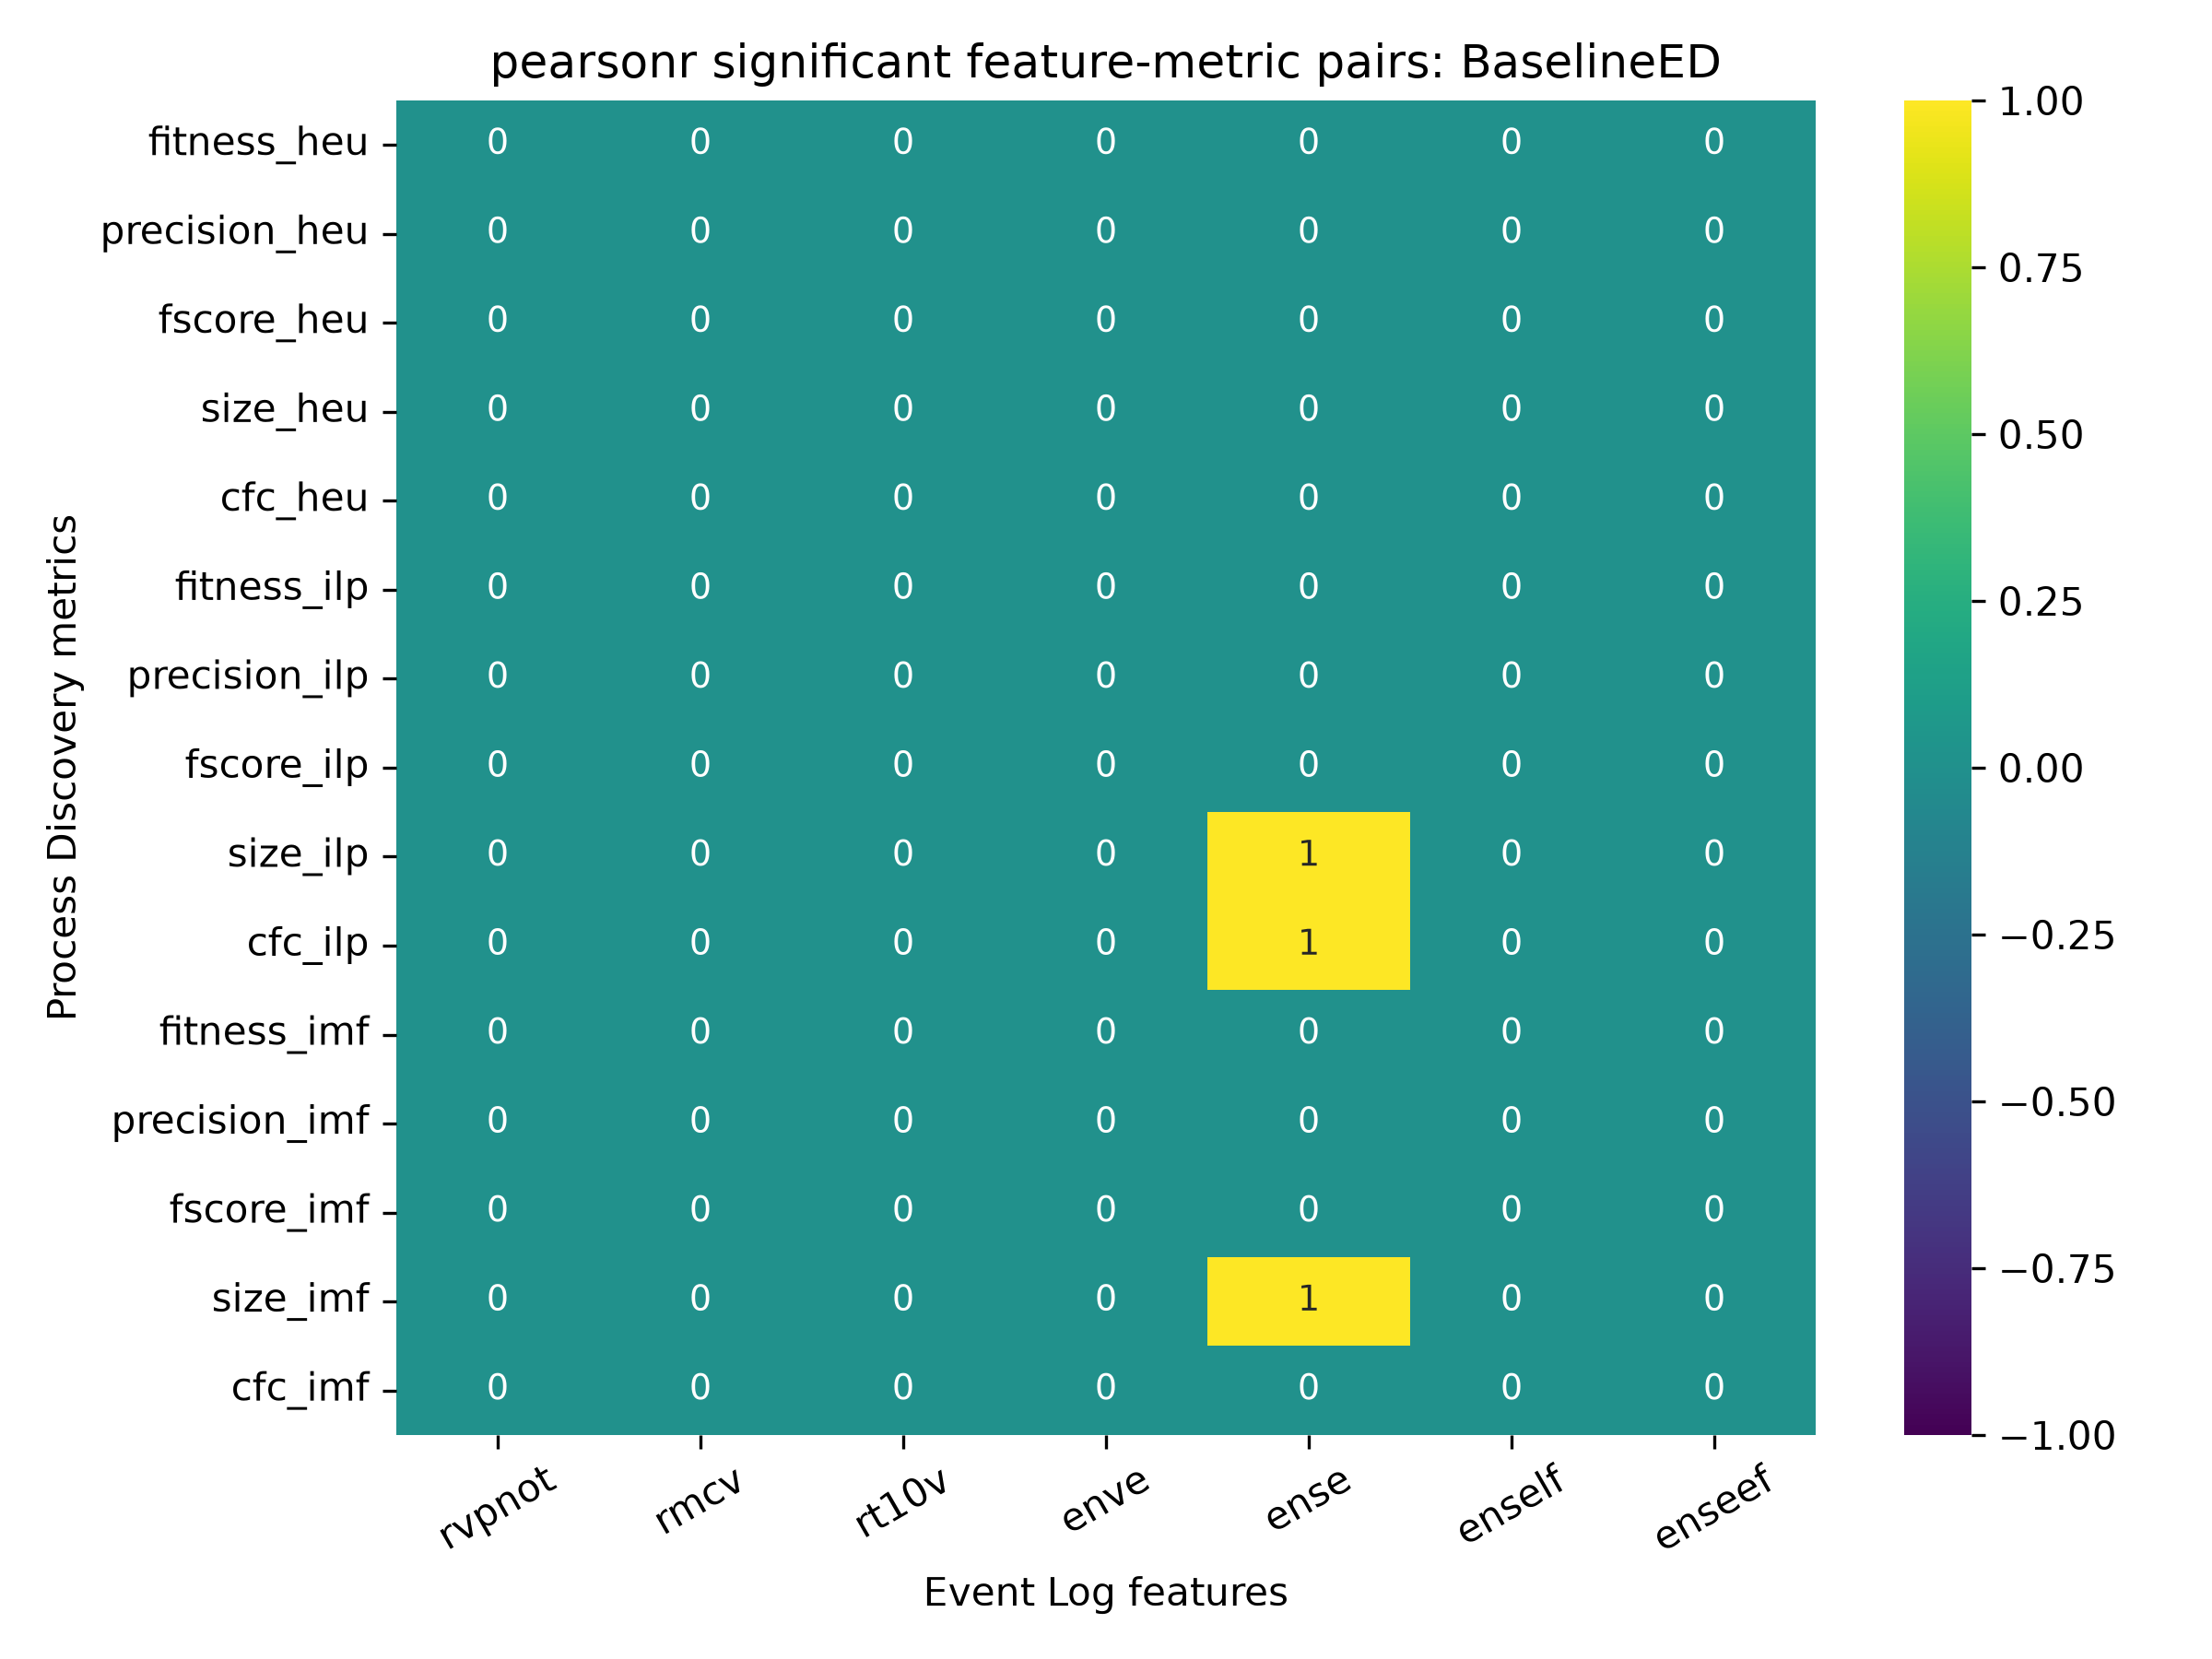 pearsonr significant feature-metric pairs: BaselineED
fitness_heu 0 0 0 0 0 0 0
precision_heu 0 0 0 0 0 0 0
fscore_heu 0 0 0 0 0 0 0
size_heu 0 0 0 0 0 0 0
cfc_heu 0 0 0 0 0 0 0
fitness_ilp 0 0 0 0 0 0 0
precision_ilp 0 0 0 0 0 0 0
fscore_ilp 0 0 0 0 0 0 0
size_ilp 0 0 0 0 1 0 0
cfc_ilp 0 0 0 0 1 0 0
fitness_imf 0 0 0 0 0 0 0
precision_imf 0 0 0 0 0 0 0
fscore_imf 0 0 0 0 0 0 0
size_imf 0 0 0 0 1 0 0
cfc_imf 0 0 0 0 0 0 0
rvpnot rmcv rt10v enve ense enself enseef
Event Log features
Process Discovery metrics
1.00
0.75
0.50
0.25
0.00
−0.25
−0.50
−0.75
−1.00